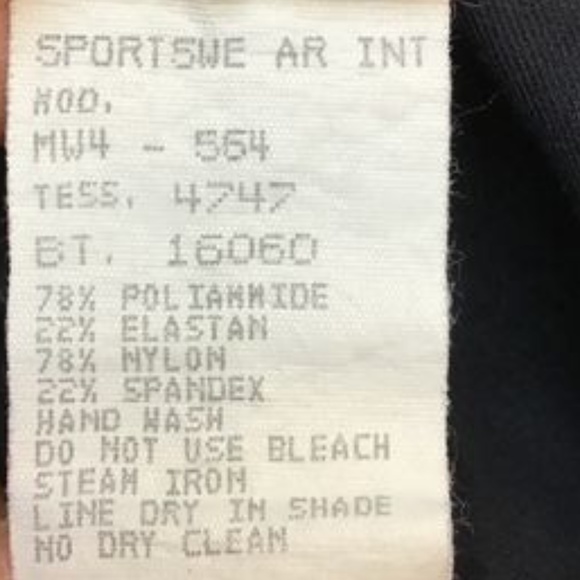 SPORTSWE AR INT
MOD.
MW4 - 564
TESS. 4747
BT. 16060
78% POLIAMMIDE
22% ELASTAN
78% NYLON
22% SPANDEX
HAND WASH
DO NOT USE BLEACH
STEAM IRON
LINE DRY IN SHADE
NO DRY CLEAN